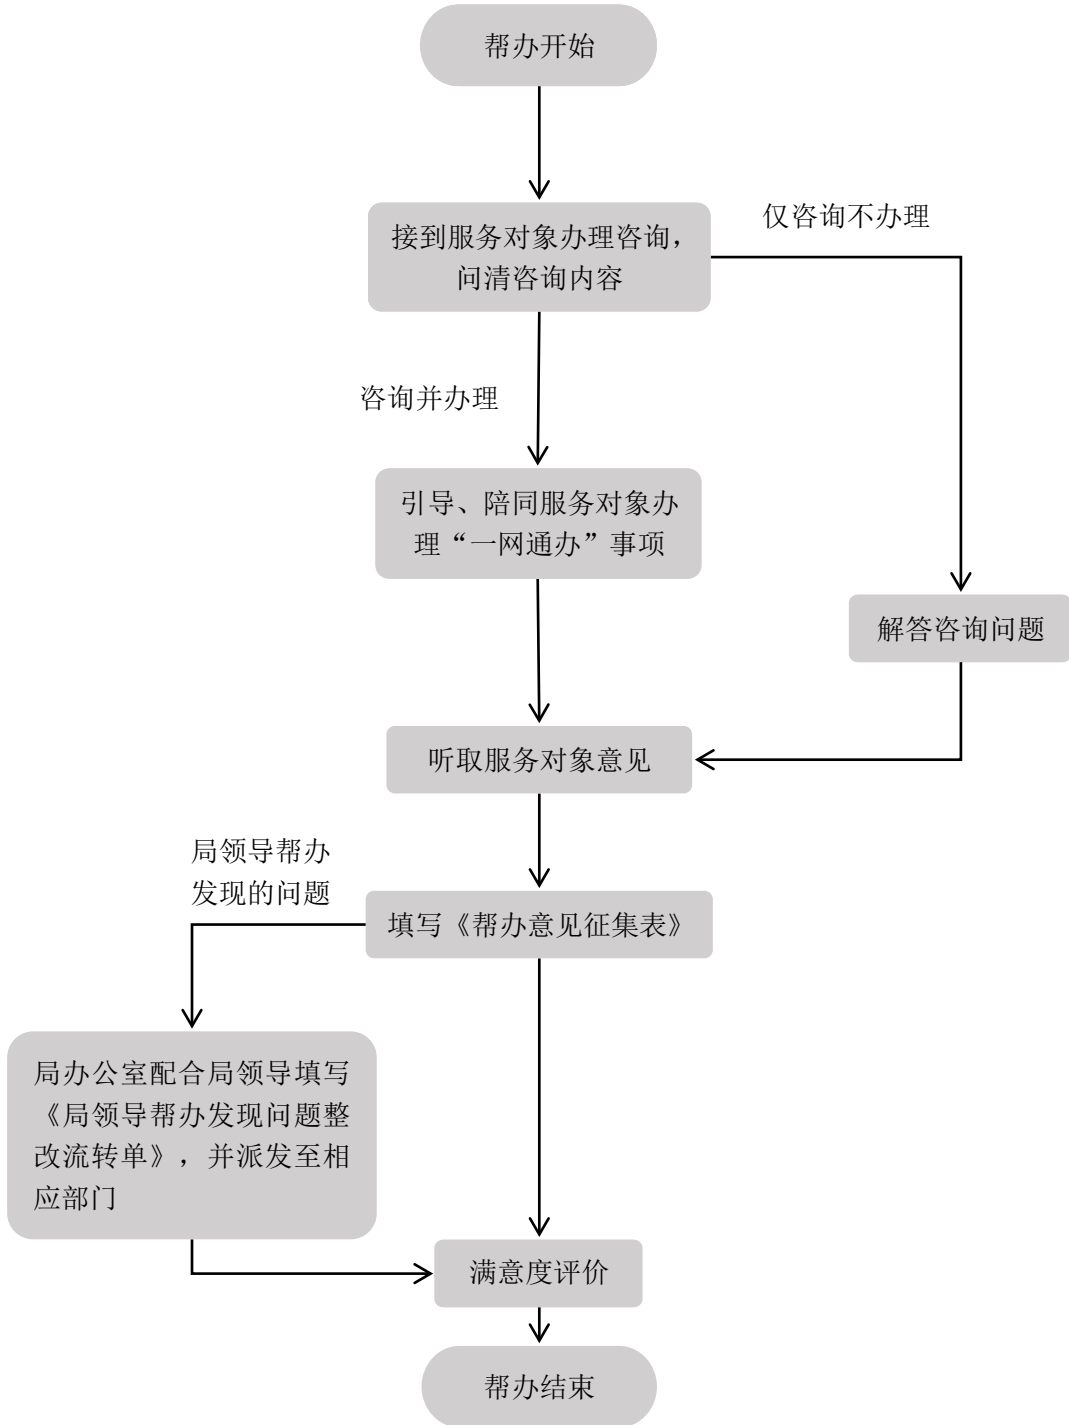 帮办开始
接到服务对象办理咨询，
问清咨询内容
仅咨询不办理
咨询并办理
引导、陪同服务对象办
理“一网通办”事项
解答咨询问题
听取服务对象意见
局领导帮办
发现的问题
填写《帮办意见征集表》
局办公室配合局领导填写
《局领导帮办发现问题整
改流转单》，并派发至相
应部门
满意度评价
帮办结束